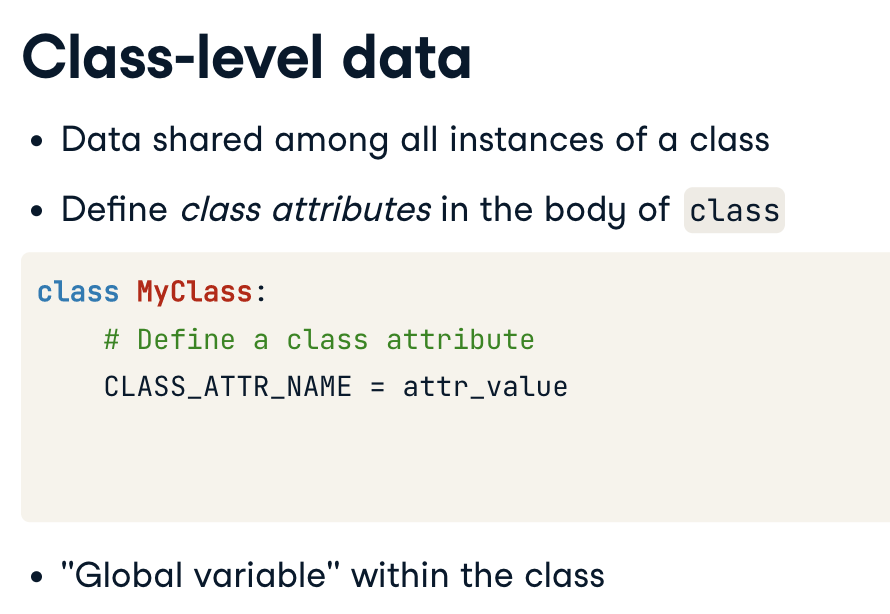 Class-level data
• Data shared among all instances of a class
• Define class attributes in the body of class
class MyClass:
    # Define a class attribute
    CLASS_ATTR_NAME = attr_value
• "Global variable" within the class